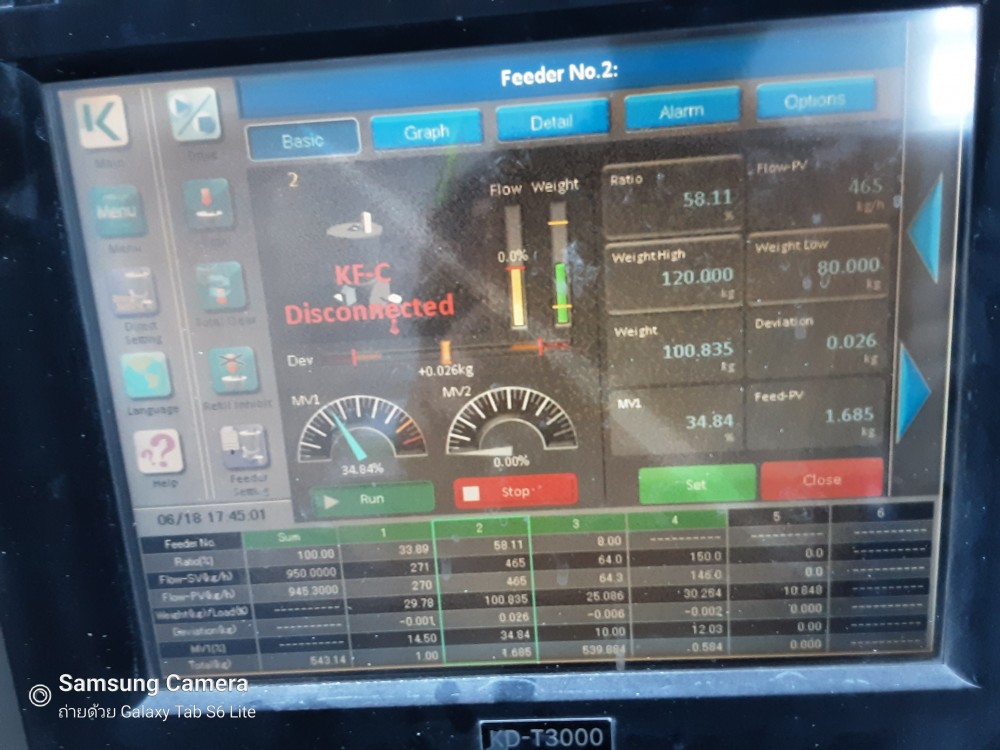 Feeder No.2:
Basic Graph Detail Alarm Options
Main
Menu
Menu
Direct
Setting
Language
Help
Feeder
2
Flow Weight
0.0%
KF-C
Disconnected
Dev
+0.026kg
MV1 MV2
34.84% 0.00%
Run Stop
Ratio 58.11 %
Flow-PV 465 kg/h
Weight High 120.000 kg
Weight Low 80.000 kg
Weight 100.835 kg
Deviation 0.026 kg
MV1 34.84 %
Feed-PV 1.685 kg
Set Close
06/18 17:45:01
Feeder No. Sum 1 2 3 4 5 6
Ratio(%) 100.00 33.89 58.11 8.00 --------- --------- ---------
Flow-SV(kg/h) 950.0000 271 465 64.0 150.0 0.0 ---------
Flow-PV(kg/h) 945.3000 270 465 64.3 146.0 0.0 ---------
Weight(kg)/Load(%) --------- 29.78 100.835 25.086 30.264 10.848 ---------
Deviation(kg) --------- -0.001 0.026 -0.006 -0.002 0.000 ---------
MV1(%) --------- 14.50 34.84 10.00 12.03 0.00 ---------
Total(kg) 543.14 1.00 1.685 539.884 0.584 0.000 ---------
Samsung Camera
ถ่ายด้วย Galaxy Tab S6 Lite
KD-T3000